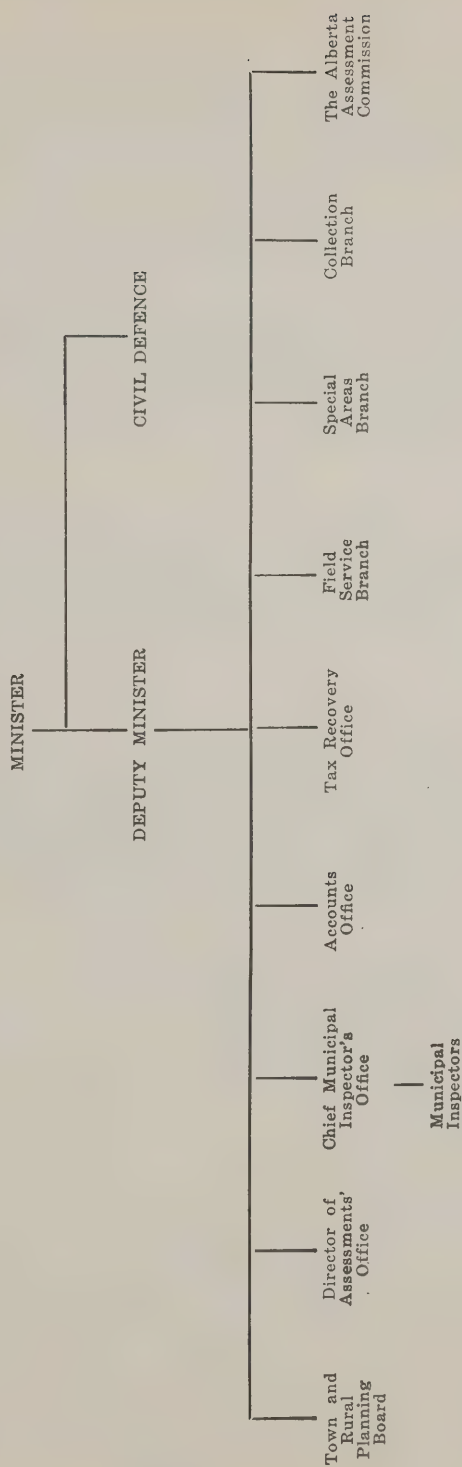 MINISTER
DEPUTY MINISTER
CIVIL DEFENCE
Town and
Rural
Planning
Board
Director of
Assessments'
Office
Chief Municipal
Inspector's
Office
Accounts
Office
Tax Recovery
Office
Field
Service
Branch
Special
Areas
Branch
Collection
Branch
The Alberta
Assessment
Commission
Municipal
Inspectors